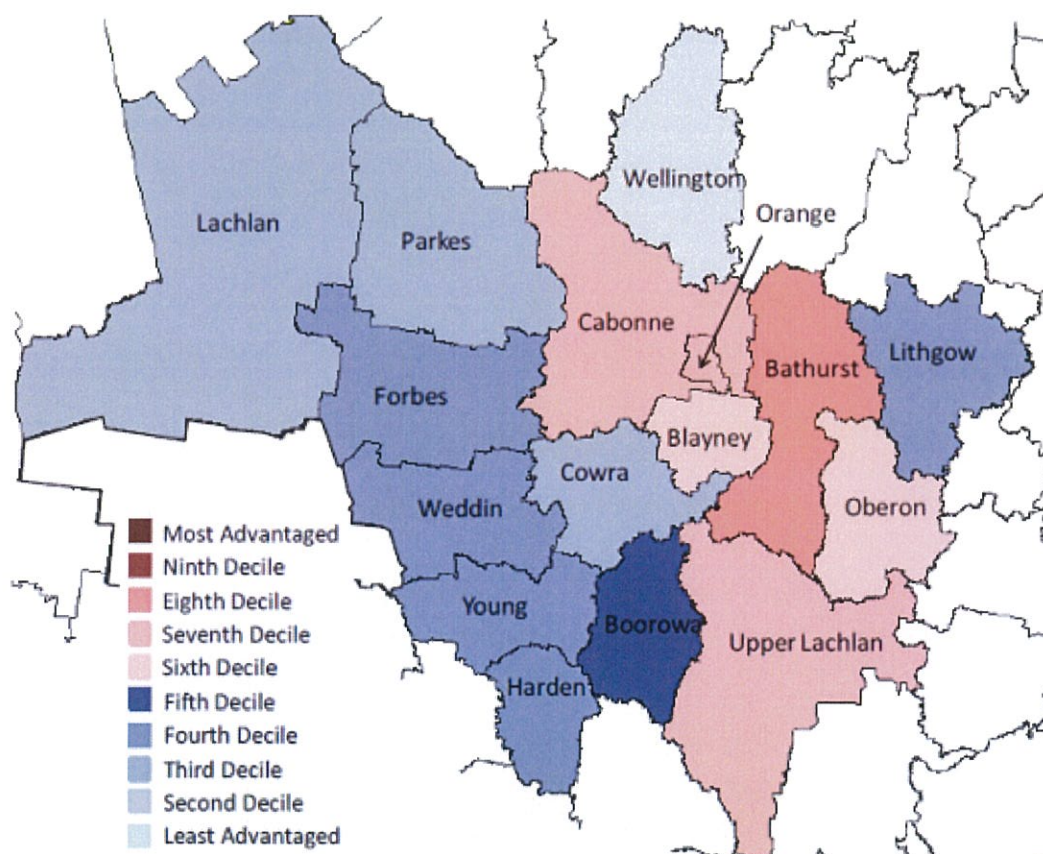 Wellington
Orange
Lachlan
Parkes
Cabonne
Bathurst
Lithgow
Forbes
Blayney
Cowra
Oberon
Weddin
Young
Boorowa
Upper Lachlan
Harden
Most Advantaged
Ninth Decile
Eighth Decile
Seventh Decile
Sixth Decile
Fifth Decile
Fourth Decile
Third Decile
Second Decile
Least Advantaged